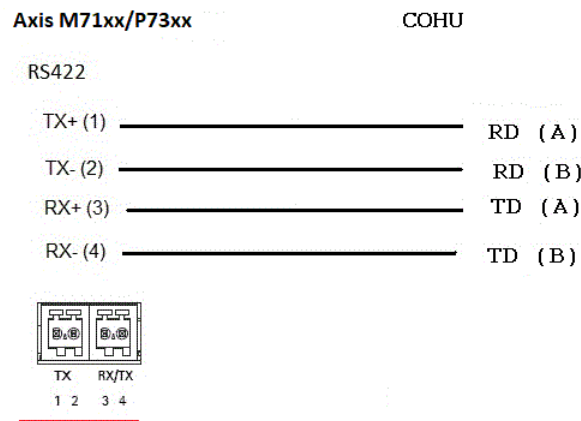 Axis M71xx/P73xx COHU
RS422
TX+ (1) RD (A)
TX- (2) RD (B)
RX+ (3) TD (A)
RX- (4) TD (B)
TX RX/TX
1 2 3 4